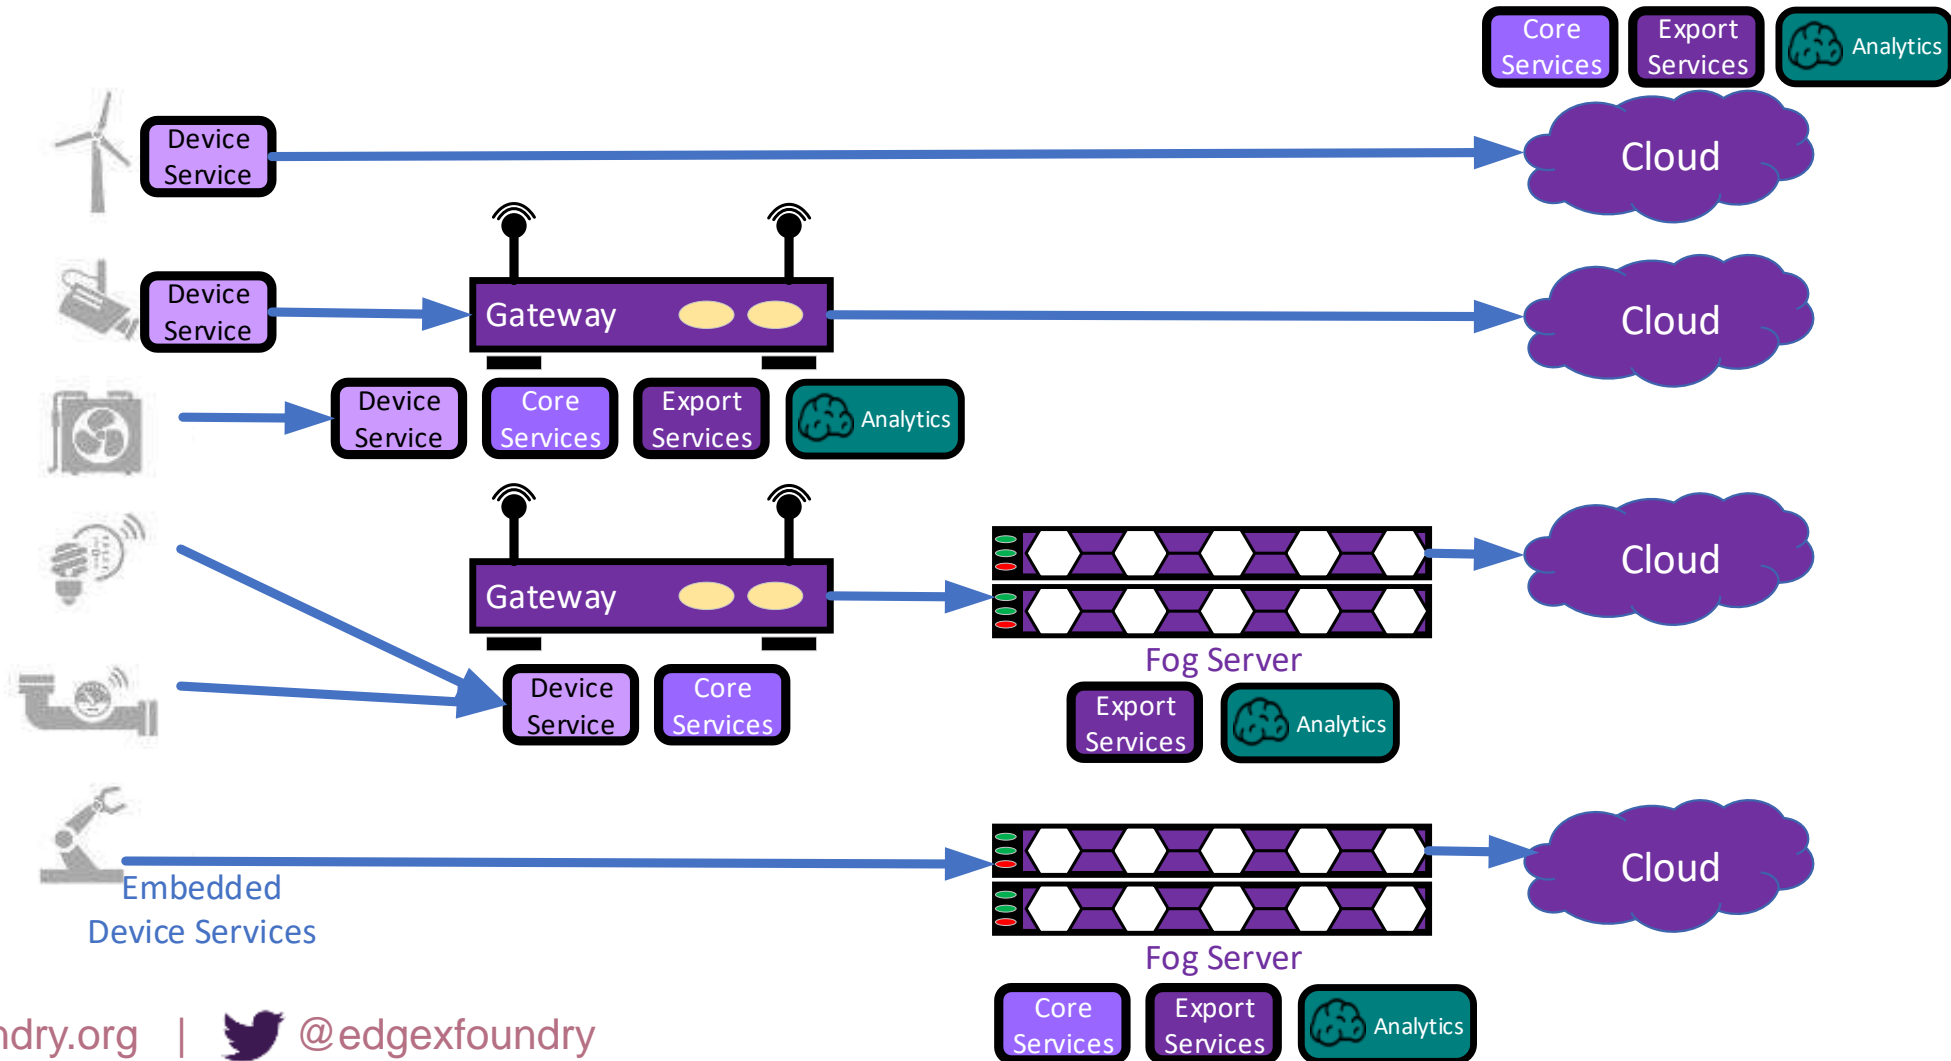 Core
Services
Export
Services
Analytics
Device
Service
Cloud
Device
Service
Gateway
Cloud
Device
Service
Core
Services
Export
Services
Analytics
Gateway
Cloud
Fog Server
Device
Service
Core
Services
Export
Services
Analytics
Cloud
Embedded
Device Services
Fog Server
Core
Services
Export
Services
Analytics
ndry.org | @edgexfoundry